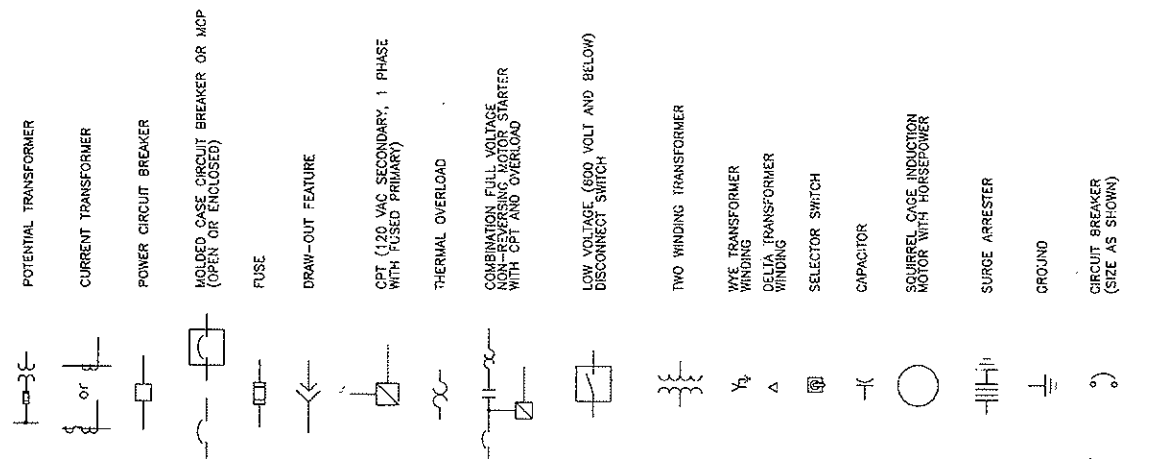 POTENTIAL TRANSFORMER
or
CURRENT TRANSFORMER
POWER CIRCUIT BREAKER
MOLDED CASE CIRCUIT BREAKER OR MCP
(OPEN OR ENCLOSED)
FUSE
DRAW-OUT FEATURE
CPT (120 VAC SECONDARY, 1 PHASE
WITH FUSED PRIMARY)
THERMAL OVERLOAD
COMBINATION FULL VOLTAGE
NON-REVERSING MOTOR STARTER
WITH CPT AND OVERLOAD
LOW VOLTAGE (600 VOLT AND BELOW)
DISCONNECT SWITCH
TWO WINDING TRANSFORMER
WYE TRANSFORMER
WINDING
DELTA TRANSFORMER
WINDING
SELECTOR SWITCH
CAPACITOR
SQUIRREL CAGE INDUCTION
MOTOR WITH HORSEPOWER
SURGE ARRESTER
GROUND
CIRCUIT BREAKER
(SIZE AS SHOWN)